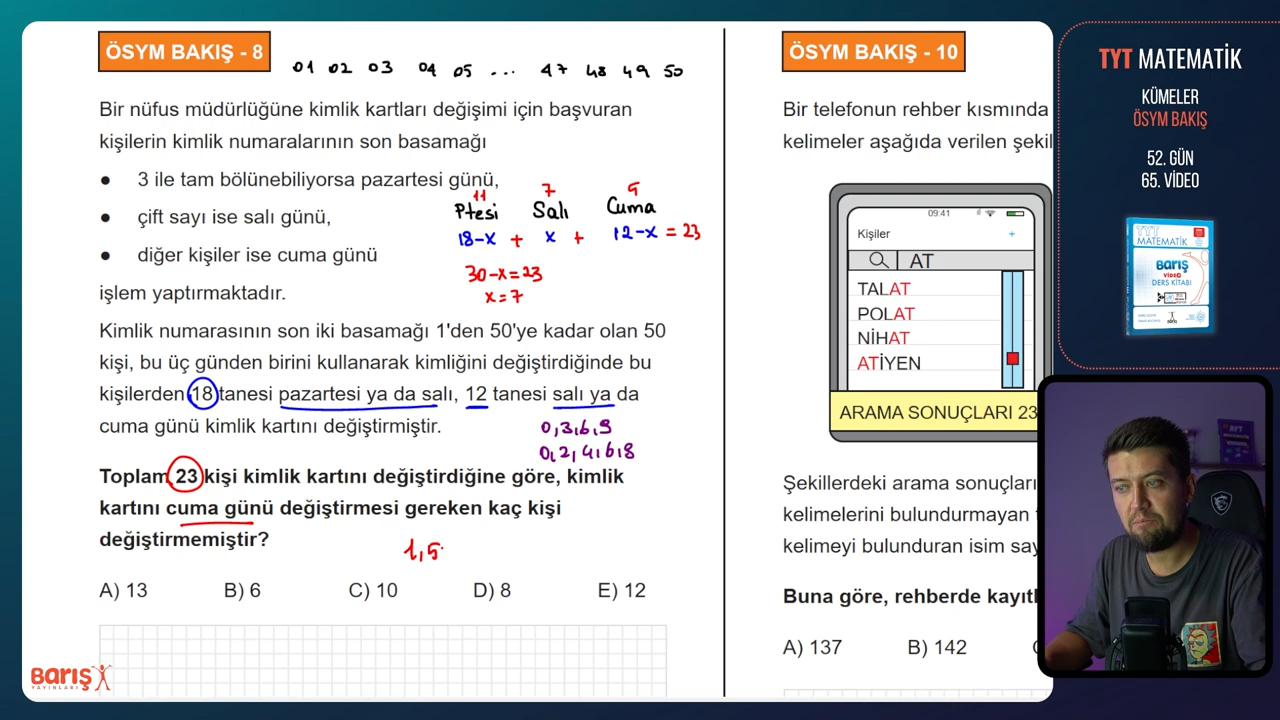 ÖSYM BAKIŞ - 8
01 02 03 04 05 ... 47 48 49 50
Bir nüfus müdürlüğüne kimlik kartları değişimi için başvuran
kişilerin kimlik numaralarının son basamağı
● 3 ile tam bölünebiliyorsa pazartesi günü,
● çift sayı ise salı günü,
● diğer kişiler ise cuma günü
işlem yaptırmaktadır.
11 7 5
Ptesi Salı Cuma
18-x + x + 12-x = 23
30-x=23
x=7
Kimlik numarasının son iki basamağı 1'den 50'ye kadar olan 50
kişi, bu üç günden birini kullanarak kimliğini değiştirdiğinde bu
kişilerden 18 tanesi pazartesi ya da salı, 12 tanesi salı ya da
cuma günü kimlik kartını değiştirmiştir.
0,3,6,9
0,2,4,6,8
Toplam 23 kişi kimlik kartını değiştirdiğine göre, kimlik
kartını cuma günü değiştirmesi gereken kaç kişi
değiştirmemiştir?
1,5
A) 13 B) 6 C) 10 D) 8 E) 12
BARIŞ
YAYINLARI
ÖSYM BAKIŞ - 10
Bir telefonun rehber kısmında
kelimeler aşağıda verilen şekil
09:41
Kişiler +
AT
TALAT
POLAT
NİHAT
ATİYEN
ARAMA SONUÇLARI 23
Şekillerdeki arama sonuçları
kelimelerini bulundurmayan
kelimeyi bulunduran isim say
Buna göre, rehberde kayıtl
A) 137 B) 142
TYT MATEMATİK
KÜMELER
ÖSYM BAKIŞ
52. GÜN
65. VİDEO
TYT
MATEMATİK
BARIŞ
VİDEO
DERS KİTABI